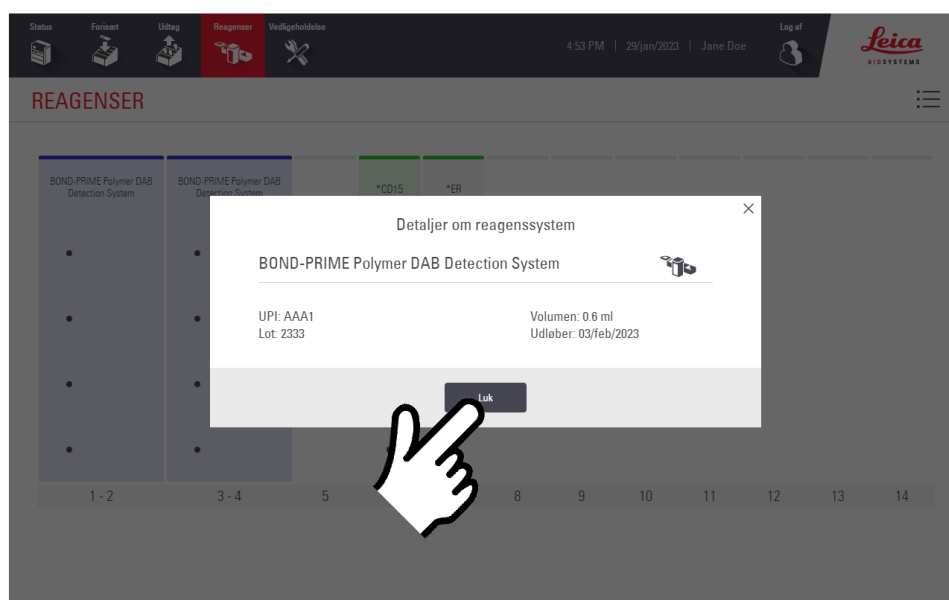 Status Forisæt Udtag Reagenser Vedligeholdelse
4:53 PM | 29/jan/2023 | Jane Doe
Log af
Leica
BIOSYSTEMS
REAGENSER
BOND-PRIME Polymer DAB
Detection System
BOND-PRIME Polymer DAB
Detection System
*CD15
*ER
Detaljer om reagenssystem
BOND-PRIME Polymer DAB Detection System
UPI: AAA1
Lot: 2333
Volumen: 0.6 ml
Udløber: 03/feb/2023
Luk
1 - 2 3 - 4 5 8 9 10 11 12 13 14